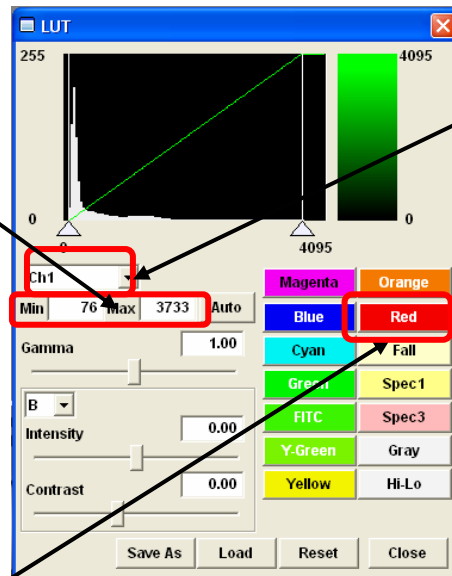 LUT
255
4095
0
0
0
4095
Ch1
Min 76 Max 3733 Auto
Gamma 1.00
B
Intensity 0.00
Contrast 0.00
Magenta Orange
Blue Red
Cyan Fall
Green Spec1
FITC Spec3
Y-Green Gray
Yellow Hi-Lo
Save As Load Reset Close